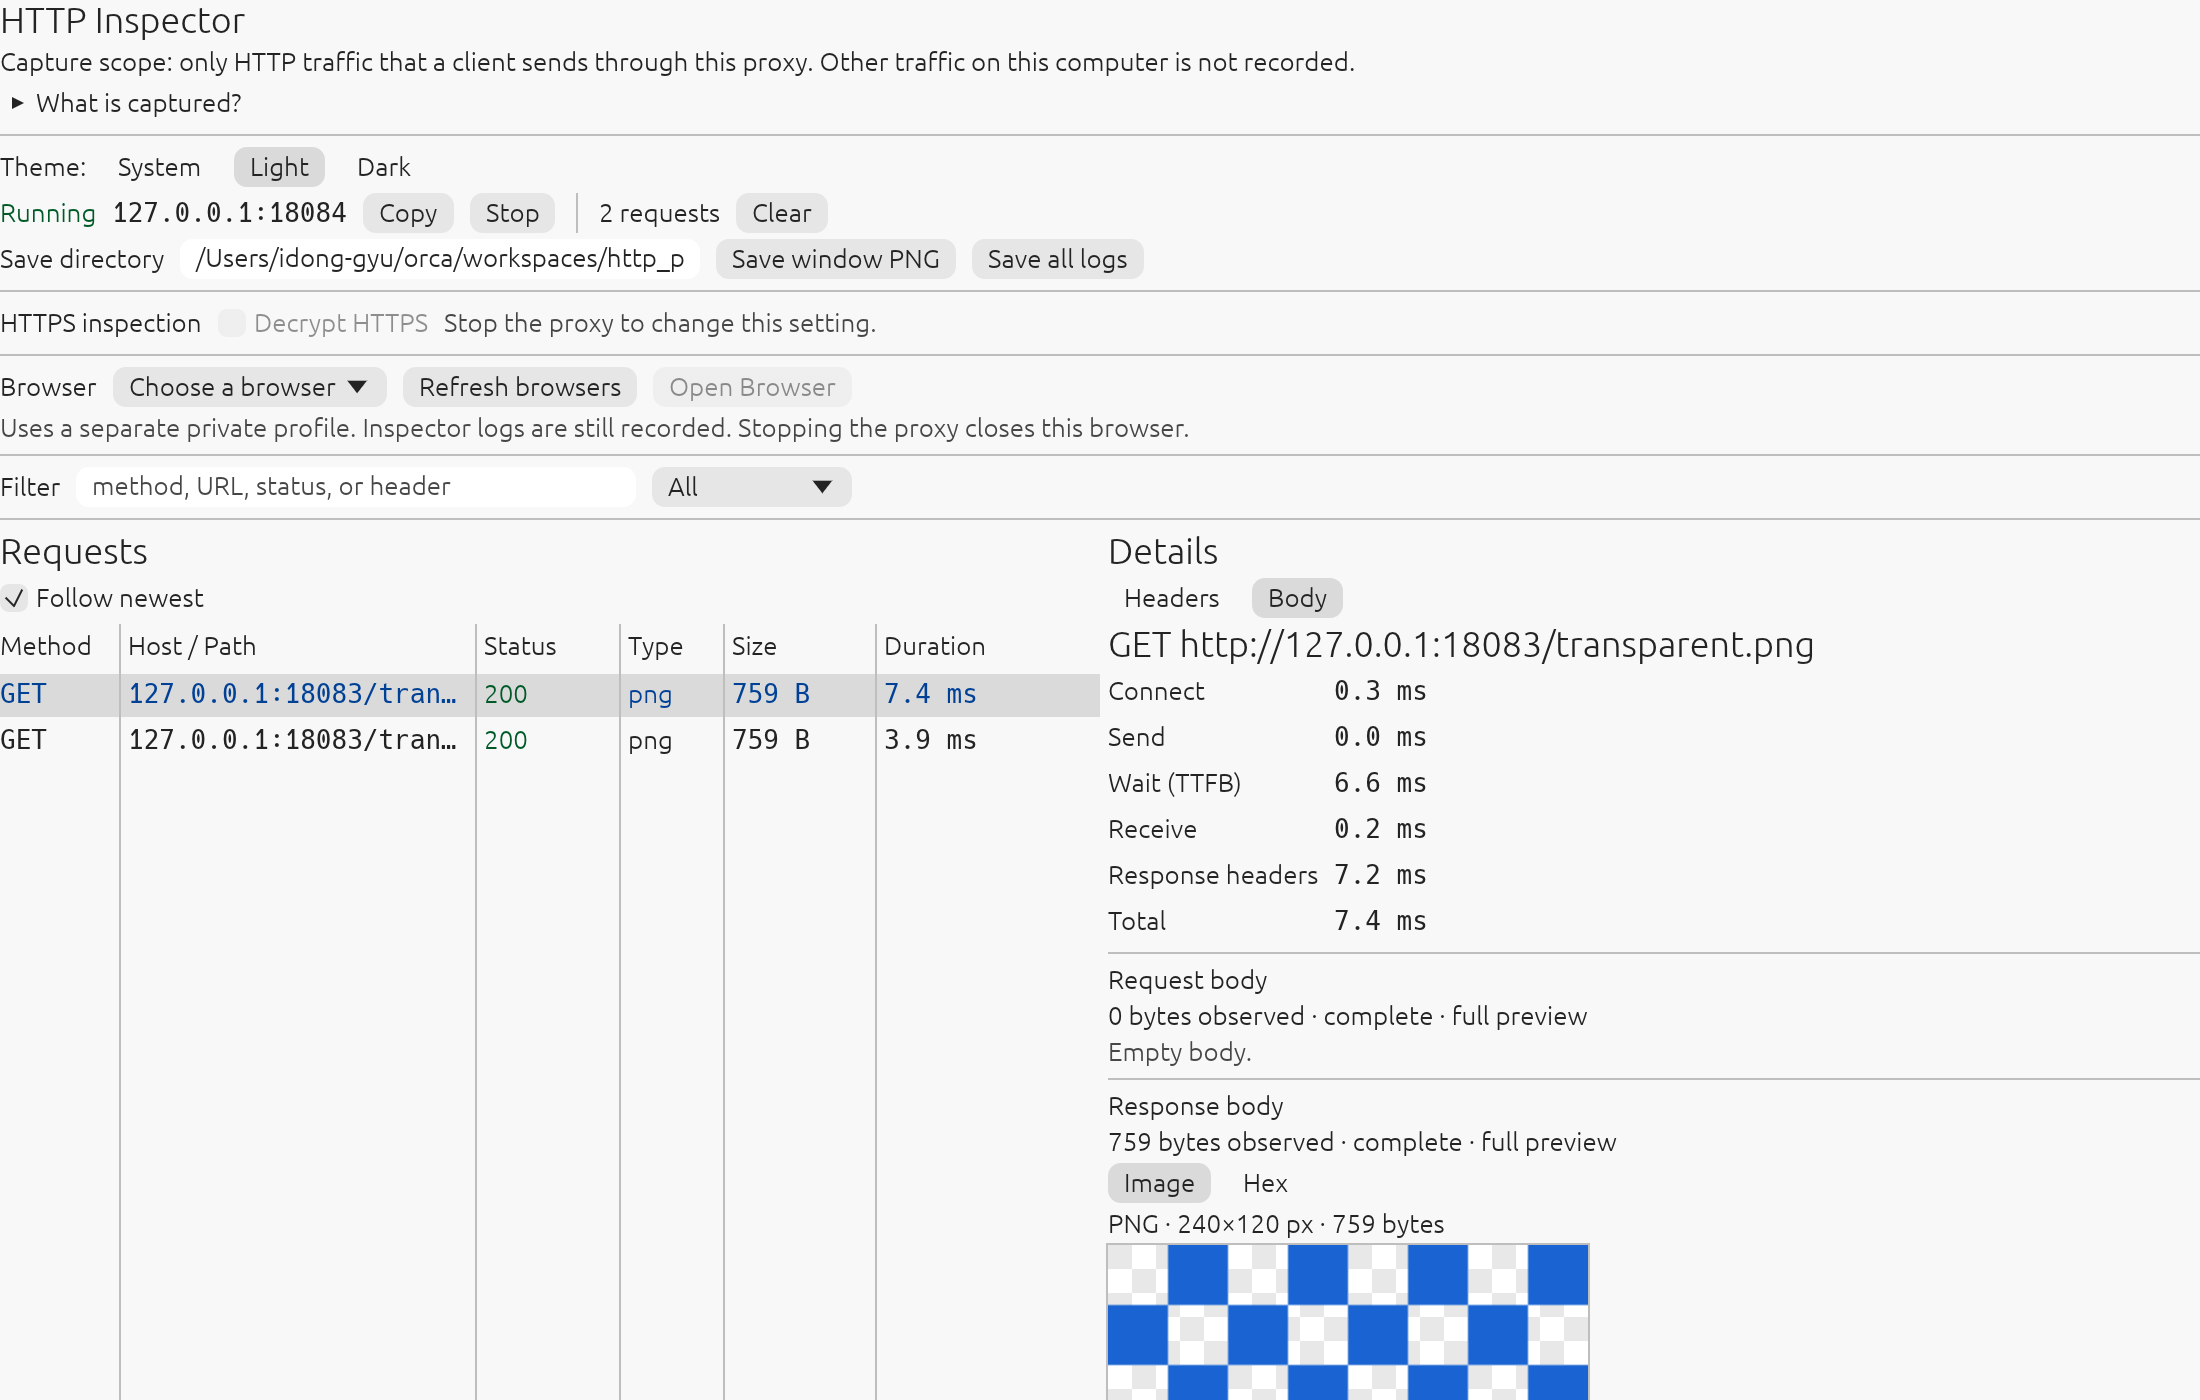 HTTP Inspector
Capture scope: only HTTP traffic that a client sends through this proxy. Other traffic on this computer is not recorded.
What is captured?
Theme: System Light Dark
Running 127.0.0.1:18084 Copy Stop 2 requests Clear
Save directory /Users/idong-gyu/orca/workspaces/http_p Save window PNG Save all logs
HTTPS inspection Decrypt HTTPS Stop the proxy to change this setting.
Browser Choose a browser Refresh browsers Open Browser
Uses a separate private profile. Inspector logs are still recorded. Stopping the proxy closes this browser.
Filter method, URL, status, or header All
Requests
Follow newest
Method Host / Path Status Type Size Duration
GET 127.0.0.1:18083/tran… 200 png 759 B 7.4 ms
GET 127.0.0.1:18083/tran… 200 png 759 B 3.9 ms
Details
Headers Body
GET http://127.0.0.1:18083/transparent.png
Connect 0.3 ms
Send 0.0 ms
Wait (TTFB) 6.6 ms
Receive 0.2 ms
Response headers 7.2 ms
Total 7.4 ms
Request body
0 bytes observed · complete · full preview
Empty body.
Response body
759 bytes observed · complete · full preview
Image Hex
PNG · 240×120 px · 759 bytes